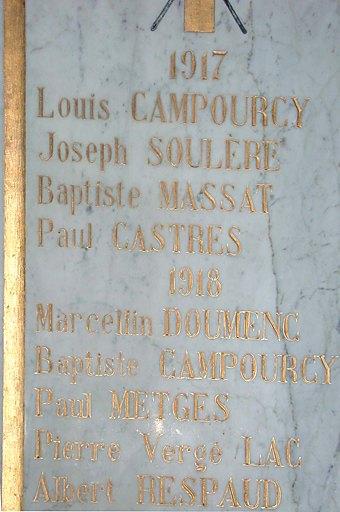 1917
Louis CAMPOURCY
Joseph SOULÈRE
Baptiste MASSAT
Paul CASTRES
1918
Marcellin DOUMENC
Baptiste CAMPOURCY
Paul METGES
Pierre Vergé LAC
Albert RESPAUD